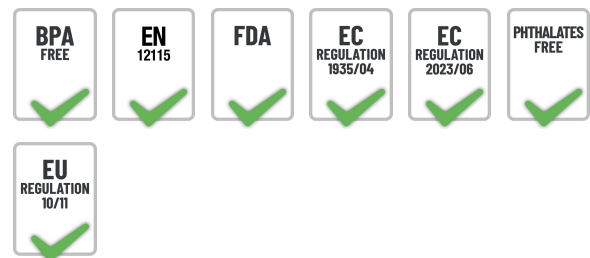 BPA
FREE
EN
12115
FDA
EC
REGULATION
1935/04
EC
REGULATION
2023/06
PHTHALATES
FREE
EU
REGULATION
10/11